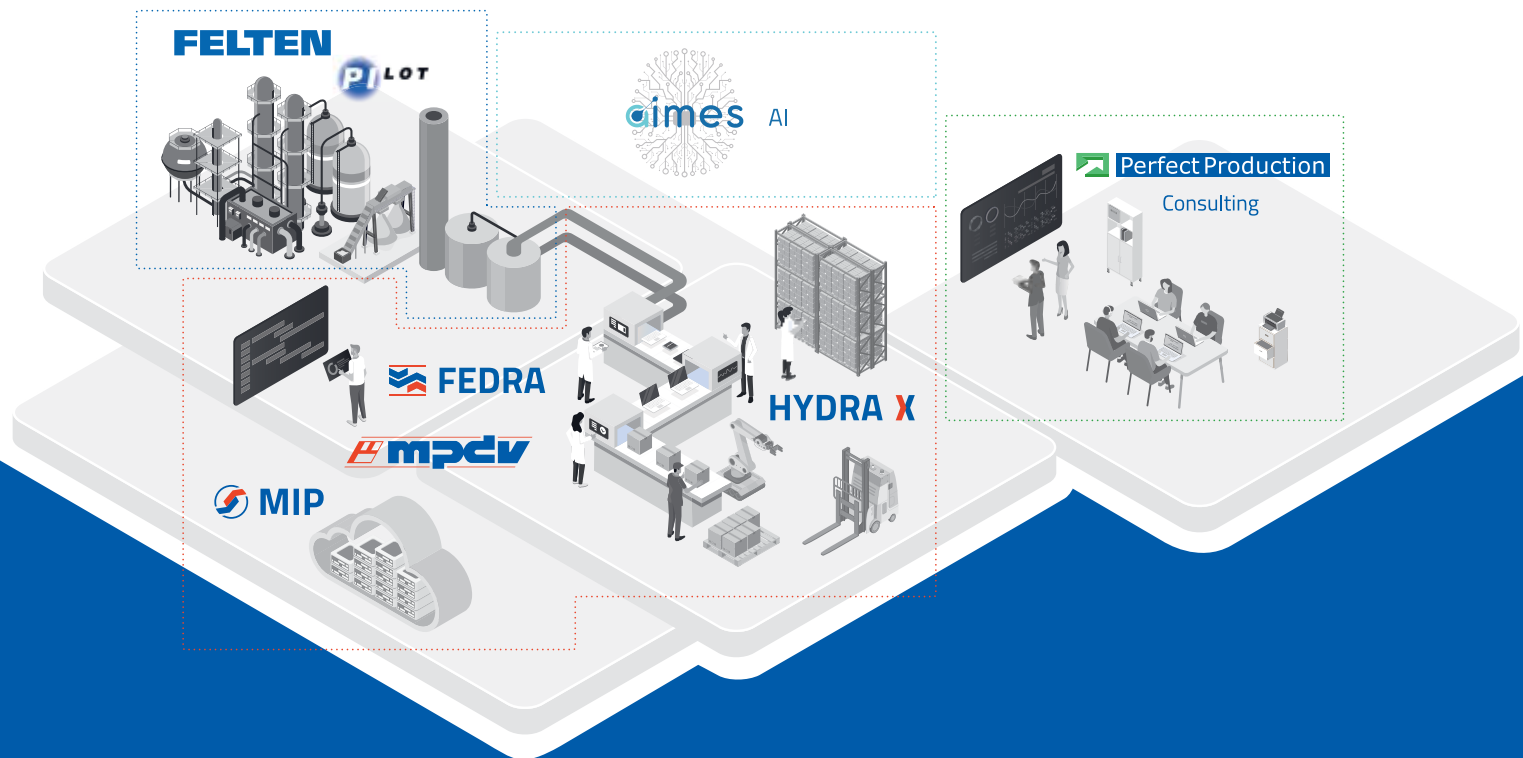 FELTEN
PILOT
aimes AI
Perfect Production
Consulting
FEDRA
HYDRA X
mpdv
MIP